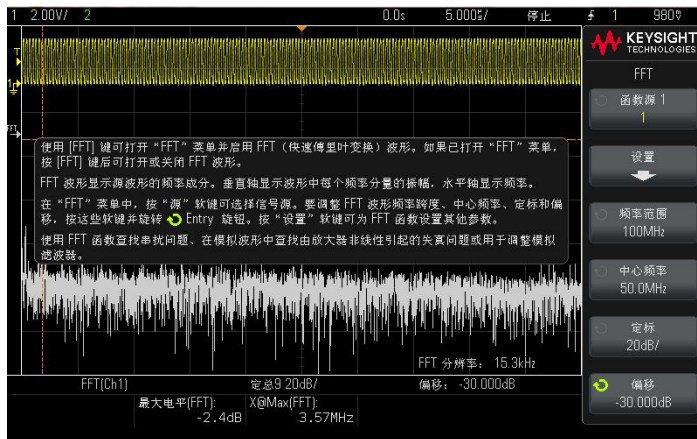 1 2.00V/ 2 0.0s 5.000§/ 停止 1 980▽
KEYSIGHT
TECHNOLOGIES
FFT
函数源 1
1
设置
频率范围
100MHz
中心频率
50.0MHz
定标
20dB/
偏移
-30.000dB
T
1
FFT
使用 [FFT] 键可打开“FFT”菜单并启用 FFT（快速傅里叶变换）波形。如果已打开“FFT”菜单，
按 [FFT] 键后可打开或关闭 FFT 波形。
FFT 波形显示源波形的频率成分。垂直轴显示波形中每个频率分量的振幅，水平轴显示频率。
在“FFT”菜单中，按“源”软键可选择信号源。要调整 FFT 波形频率跨度、中心频率、定标和偏
移，按这些软键并旋转 Entry 旋钮。按“设置”软键可为 FFT 函数设置其他参数。
使用 FFT 函数查找串扰问题、在模拟波形中查找由放大器非线性引起的失真问题或用于调整模拟
滤波器。
FFT 分辨率： 15.3kHz
FFT(Ch1) 定总9 20dB/ 偏移： -30.000dB
最大电平(FFT): X@Max(FFT):
-2.4dB 3.57MHz